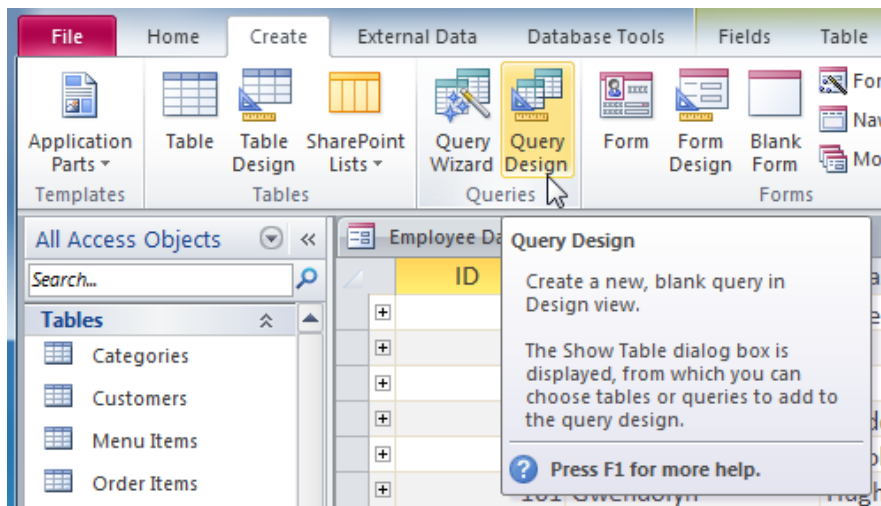 File Home Create External Data Database Tools Fields Table
Application Parts
Table
Table Design
SharePoint Lists
Query Wizard
Query Design
Form
Form Design
Blank Form
Templates Tables Queries Forms
All Access Objects
Search...
Tables
Categories
Customers
Menu Items
Order Items
Employee
ID
Query Design
Create a new, blank query in
Design view.
The Show Table dialog box is
displayed, from which you can
choose tables or queries to add to
the query design.
Press F1 for more help.